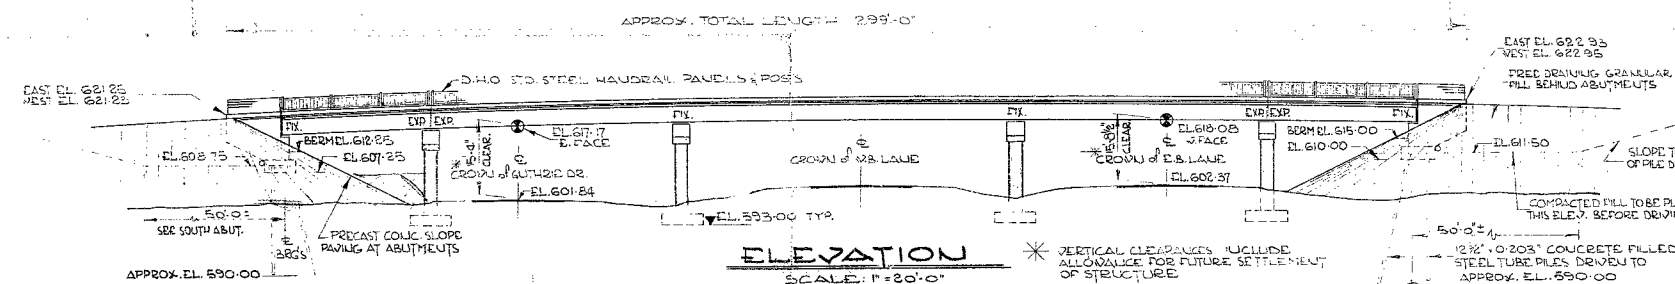 APPROX. TOTAL LENGTH 299'-0"
EAST EL. 622.93
WEST EL. 622.95
FREE DRAINING GRANULAR
FILL BEHIND ABUTMENTS
EAST EL. 621.25
WEST EL. 621.25
D.H.O. STD. STEEL HANDRAIL PANELS & POSTS
FIX.
EXP. EXP.
FIX.
FIX.
EXP. EXP.
FIX.
BERM EL. 612.25
EL. 617.17
E. FACE
EL. 618.08
W. FACE
BERM EL. 615.00
EL. 608.75
EL. 607.25
15'-4"
CLEAR.
15'-8½"
CLEAR
EL. 610.00
EL. 611.50
CROWN of GUTHRIE DR.
CROWN of W.B. LANE
CROWN of E.B. LANE
SLOPE T
OF PILE D
EL. 601.84
EL. 602.37
50'-0±
SEE SOUTH ABUT.
EL. 593.00 TYP.
COMPACTED FILL TO BE PL
THIS ELEV. BEFORE DRIVI
PRECAST CONC. SLOPE
PAVING AT ABUTMENTS
BRG'S
50'-0"±
ELEVATION
SCALE: 1"=20'-0"
* VERTICAL CLEARANCES INCLUDE
ALLOWANCE FOR FUTURE SETTLEMENT
OF STRUCTURE
12¾" x 0.203" CONCRETE FILLED
STEEL TUBE PILES DRIVEN TO
APPROX. EL. 590.00
APPROX. EL. 590.00